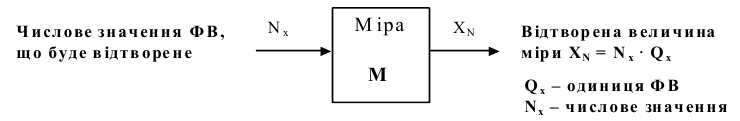 Числове значення ФВ,
що буде відтворене
Nx
Міра
М
XN
Відтворена величина
міри XN = Nx · Qx
Qx – одиниця ФВ
Nx – числове значення